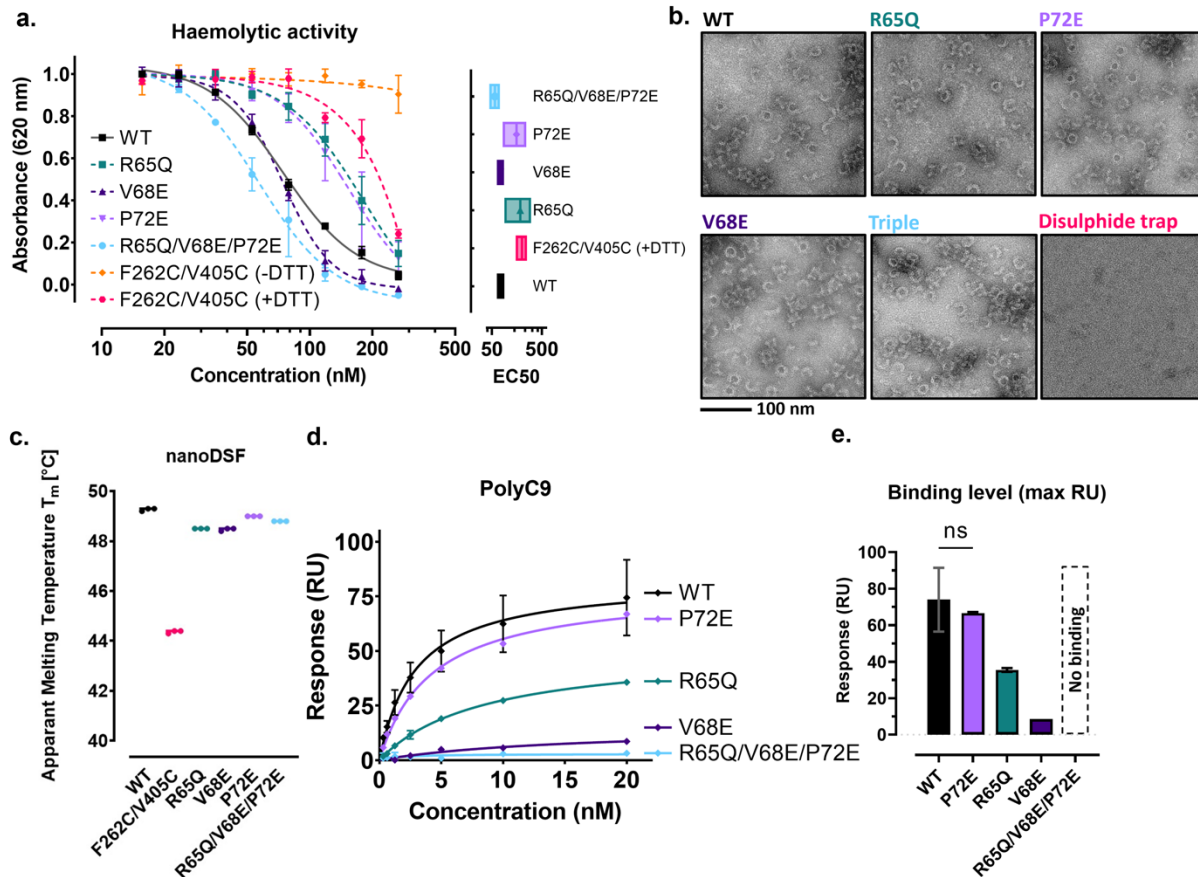 a.
Haemolytic activity
Absorbance (620 nm)
1.0
0.8
0.6
0.4
0.2
0.0
WT
R65Q
V68E
P72E
R65Q/V68E/P72E
F262C/V405C (-DTT)
F262C/V405C (+DTT)
10 20 50 100 200 500
Concentration (nM)
R65Q/V68E/P72E
P72E
V68E
R65Q
F262C/V405C (+DTT)
WT
50 500
EC50
b.
WT R65Q P72E
V68E Triple Disulphide trap
100 nm
c.
nanoDSF
Apparant Melting Temperature Tm [°C]
50
48
46
44
42
40
WT
F262C/V405C
R65Q
V68E
P72E
R65Q/V68E/P72E
d.
PolyC9
Response (RU)
100
75
50
25
0
WT
P72E
R65Q
V68E
R65Q/V68E/P72E
0 5 10 15 20
Concentration (nM)
e.
Binding level (max RU)
ns
Response (RU)
100
80
60
40
20
0
No binding
WT
P72E
R65Q
V68E
R65Q/V68E/P72E